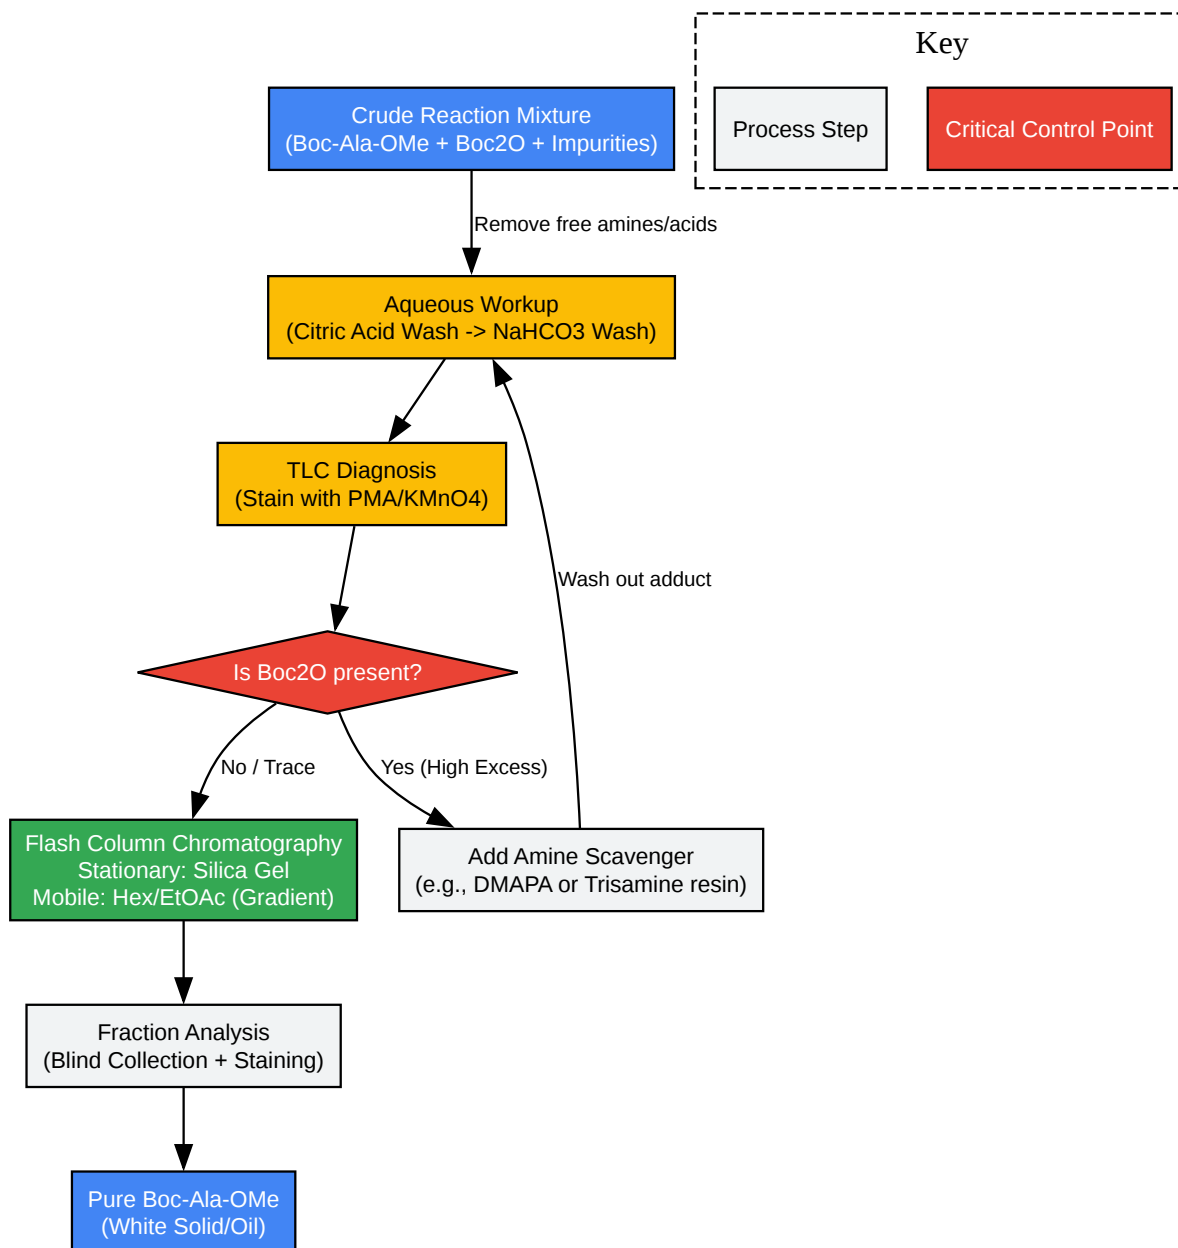 Key
Process Step
Critical Control Point
Crude Reaction Mixture
(Boc-Ala-OMe + Boc2O + Impurities)
Remove free amines/acids
Aqueous Workup
(Citric Acid Wash -> NaHCO3 Wash)
TLC Diagnosis
(Stain with PMA/KMnO4)
Wash out adduct
Is Boc2O present?
No / Trace
Yes (High Excess)
Flash Column Chromatography
Stationary: Silica Gel
Mobile: Hex/EtOAc (Gradient)
Add Amine Scavenger
(e.g., DMAPA or Trisamine resin)
Fraction Analysis
(Blind Collection + Staining)
Pure Boc-Ala-OMe
(White Solid/Oil)